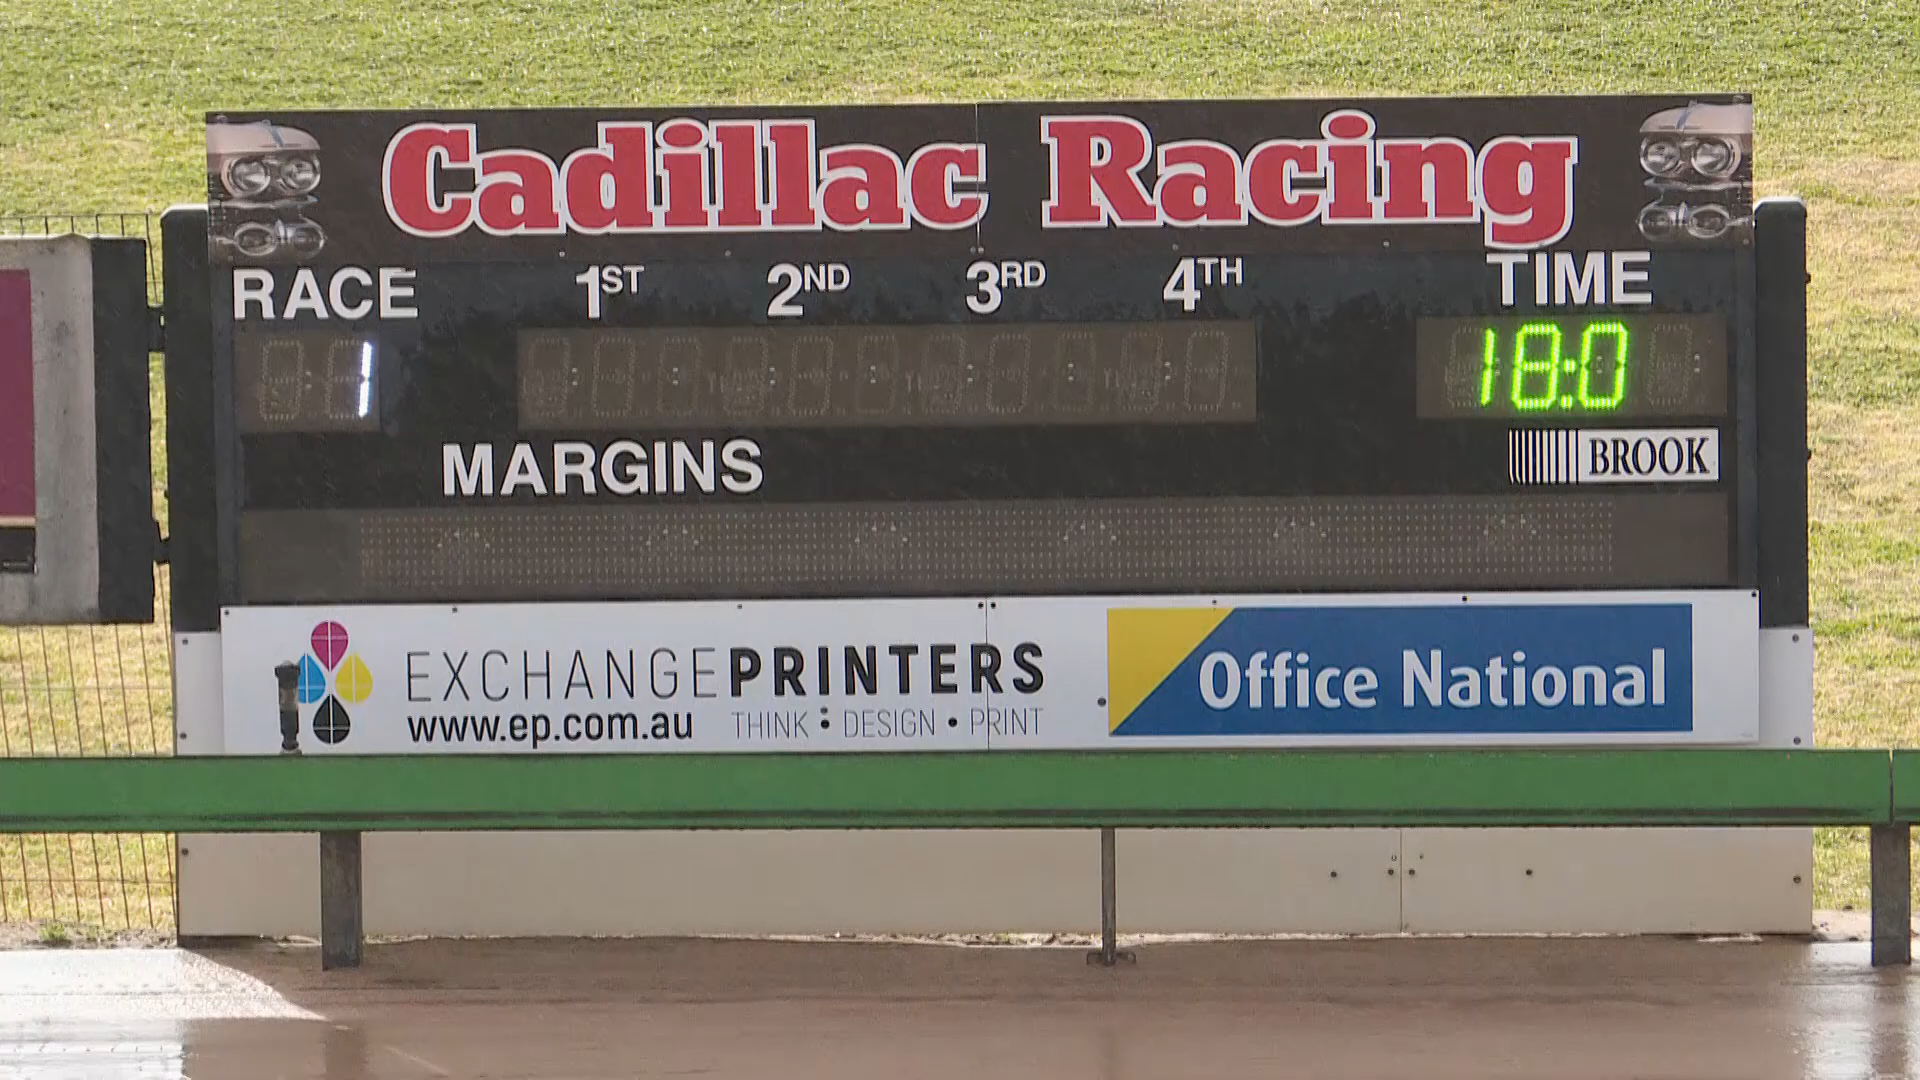 Cadillac Racing
RACE 1ST 2ND 3RD 4TH TIME
1 18:0
MARGINS BROOK
EXCHANGEPRINTERS
www.ep.com.au THINK : DESIGN • PRINT
Office National